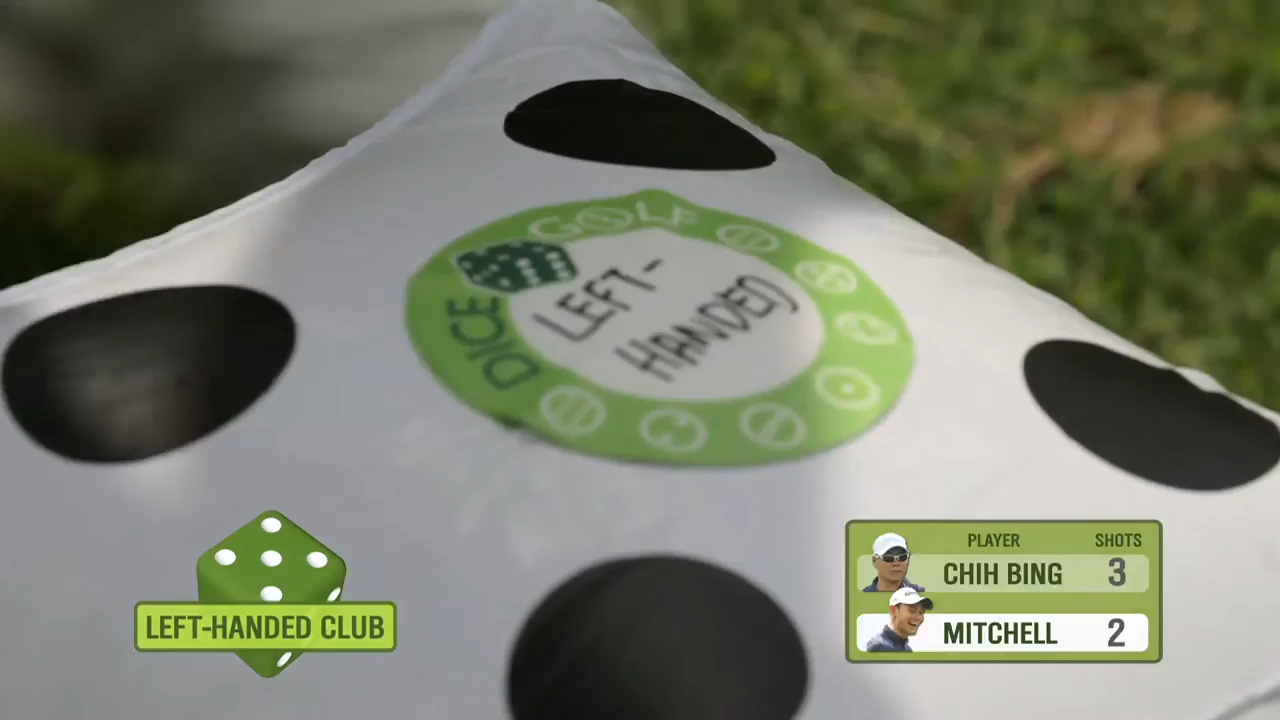 GOLF
DICE
LEFT-
HANDED
LEFT-HANDED CLUB
PLAYER SHOTS
CHIH BING 3
MITCHELL 2